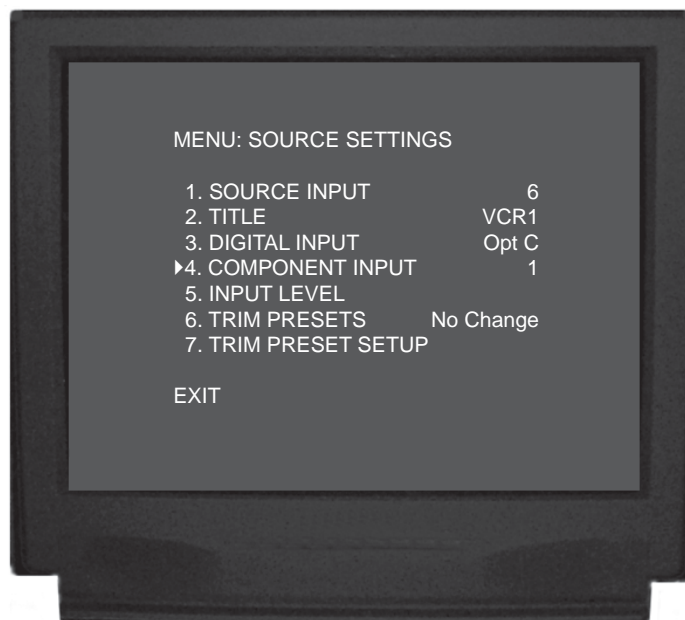 MENU: SOURCE SETTINGS
1. SOURCE INPUT 6
2. TITLE VCR1
3. DIGITAL INPUT Opt C
4. COMPONENT INPUT 1
5. INPUT LEVEL
6. TRIM PRESETS No Change
7. TRIM PRESET SETUP
EXIT